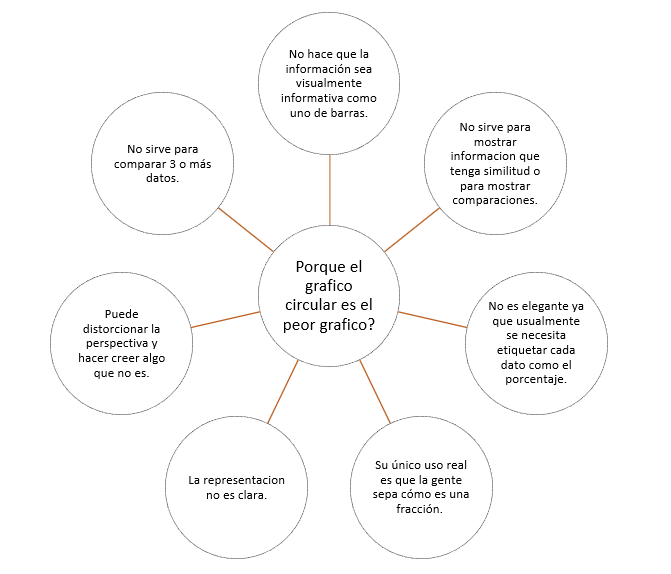 No hace que la
información sea
visualmente
informativa como
uno de barras.
No sirve para
mostrar
informacion que
tenga similitud o
para mostrar
comparaciones.
No sirve para
comparar 3 o más
datos.
Porque el
grafico
circular es el
peor grafico?
No es elegante ya
que usualmente
se necesita
etiquetar cada
dato como el
porcentaje.
Puede
distorcionar la
perspectiva y
hacer creer algo
que no es.
Su único uso real
es que la gente
sepa cómo es una
fracción.
La representacion
no es clara.